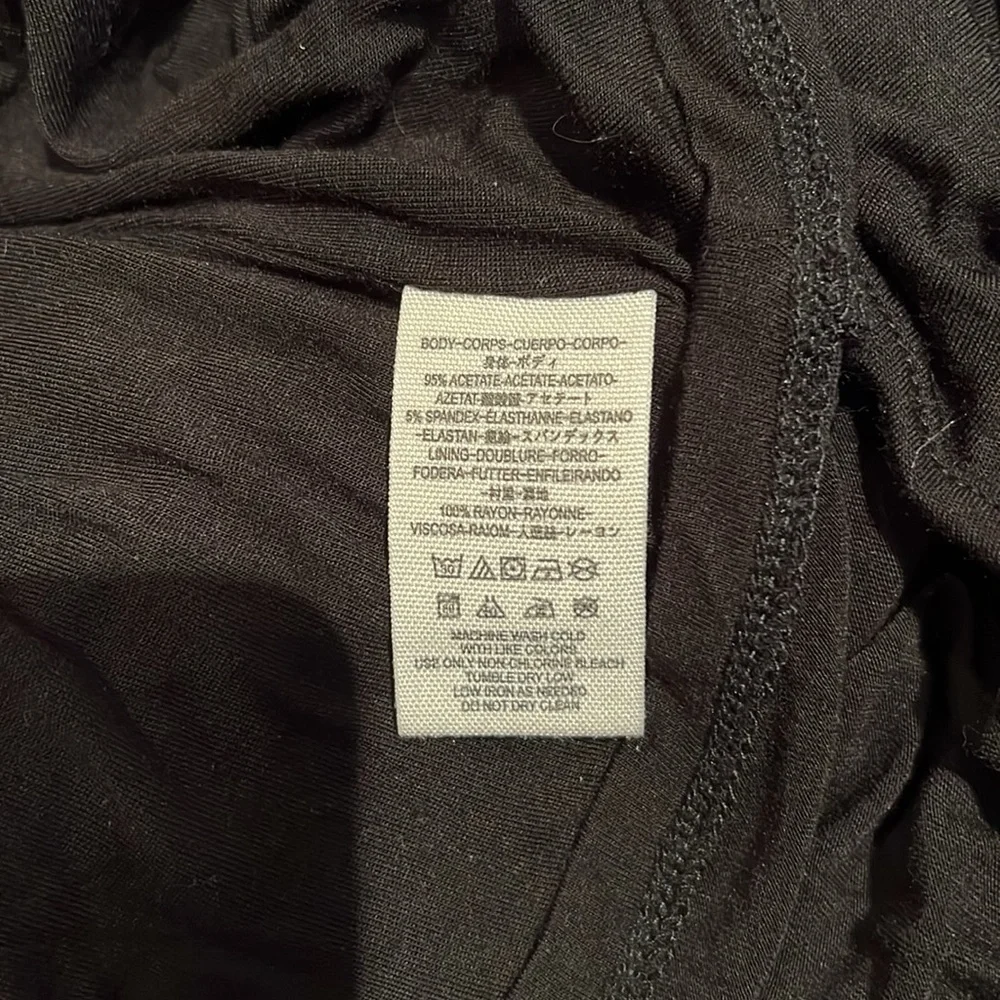 BODY-CORPS-CUERPO-CORPO-
身体-ボディ
95% ACETATE-ACÉTATE-ACETATO-
AZETAT-醋酸-アセテート
5% SPANDEX-ÉLASTHANNE-ELASTANO
-ELASTAN-氨綸-スパンデックス
LINING-DOUBLURE-FORRO-
FODERA-FUTTER-ENFILEIRANDO
-衬里-裏地
100% RAYON-RAYONNE-
VISCOSA-RAIOM-人造絲-レーヨン
MACHINE WASH COLD
WITH LIKE COLORS
USE ONLY NON-CHLORINE BLEACH
TUMBLE DRY LOW
LOW IRON AS NEEDED
DO NOT DRY CLEAN